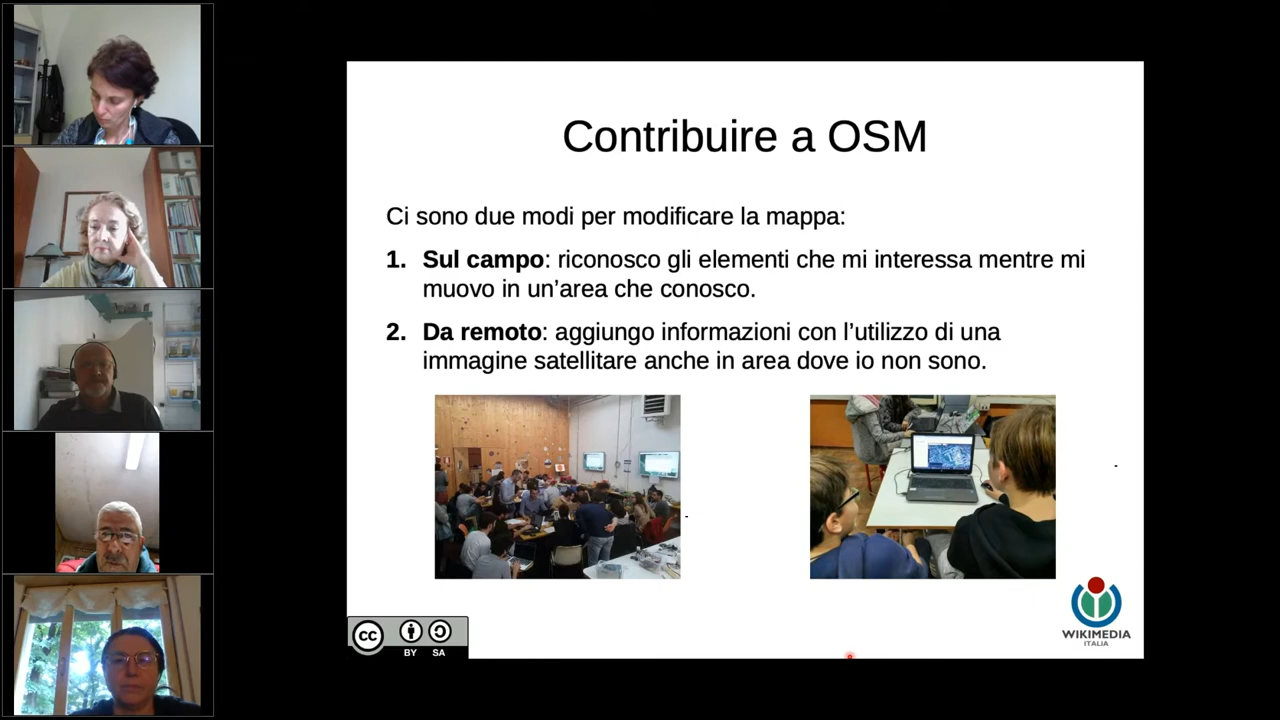 Contribuire a OSM
Ci sono due modi per modificare la mappa:
1. Sul campo: riconosco gli elementi che mi interessa mentre mi
muovo in un’area che conosco.
2. Da remoto: aggiungo informazioni con l’utilizzo di una
immagine satellitare anche in area dove io non sono.
cc
BY SA
WIKIMEDIA
ITALIA